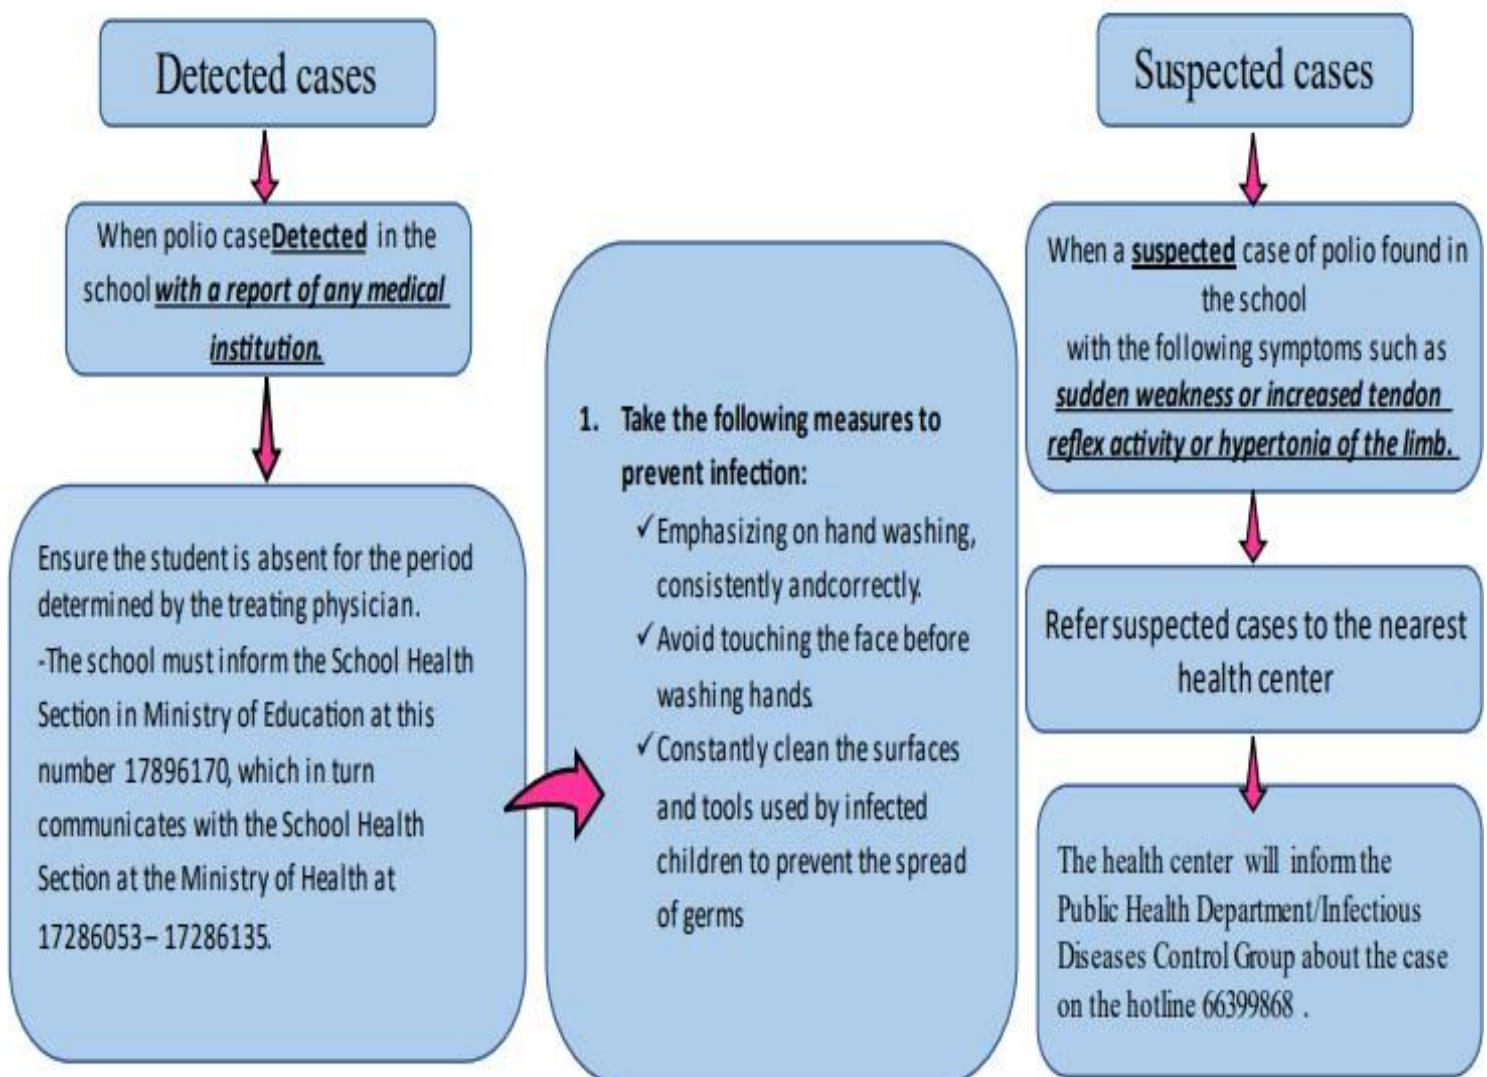 Detected cases
When polio caseDetected in the
school with a report of any medical
institution.
Ensure the student is absent for the period
determined by the treating physician.
-The school must inform the School Health
Section in Ministry of Education at this
number 17896170, which in turn
communicates with the School Health
Section at the Ministry of Health at
17286053 – 17286135.
1. Take the following measures to
prevent infection:
✓Emphasizing on hand washing,
consistently andcorrectly.
✓Avoid touching the face before
washing hands.
✓Constantly clean the surfaces
and tools used by infected
children to prevent the spread
of germs
Suspected cases
When a suspected case of polio found in
the school
with the following symptoms such as
sudden weakness or increased tendon
reflex activity or hypertonia of the limb.
Refer suspected cases to the nearest
health center
The health center will inform the
Public Health Department/Infectious
Diseases Control Group about the case
on the hotline 66399868 .